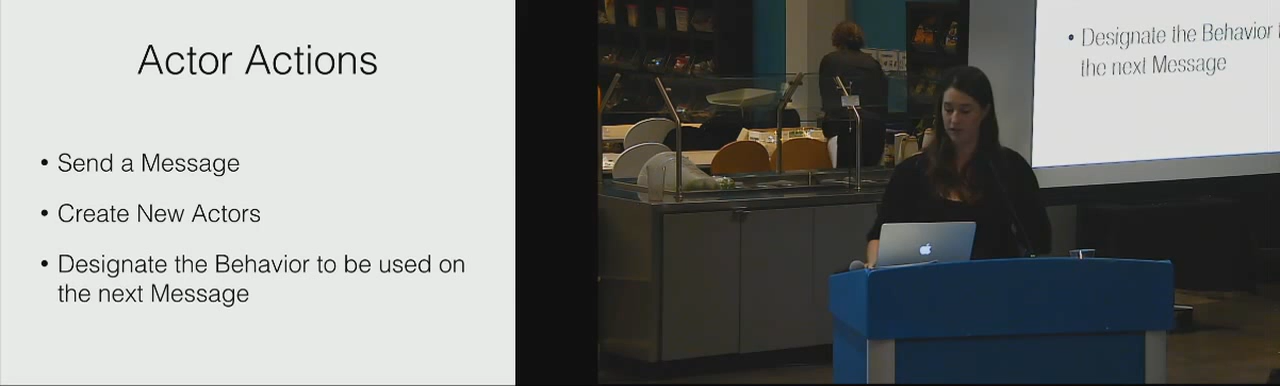 Actor Actions
• Send a Message
• Create New Actors
• Designate the Behavior to be used on
the next Message
• Designate the Behavior
the next Message